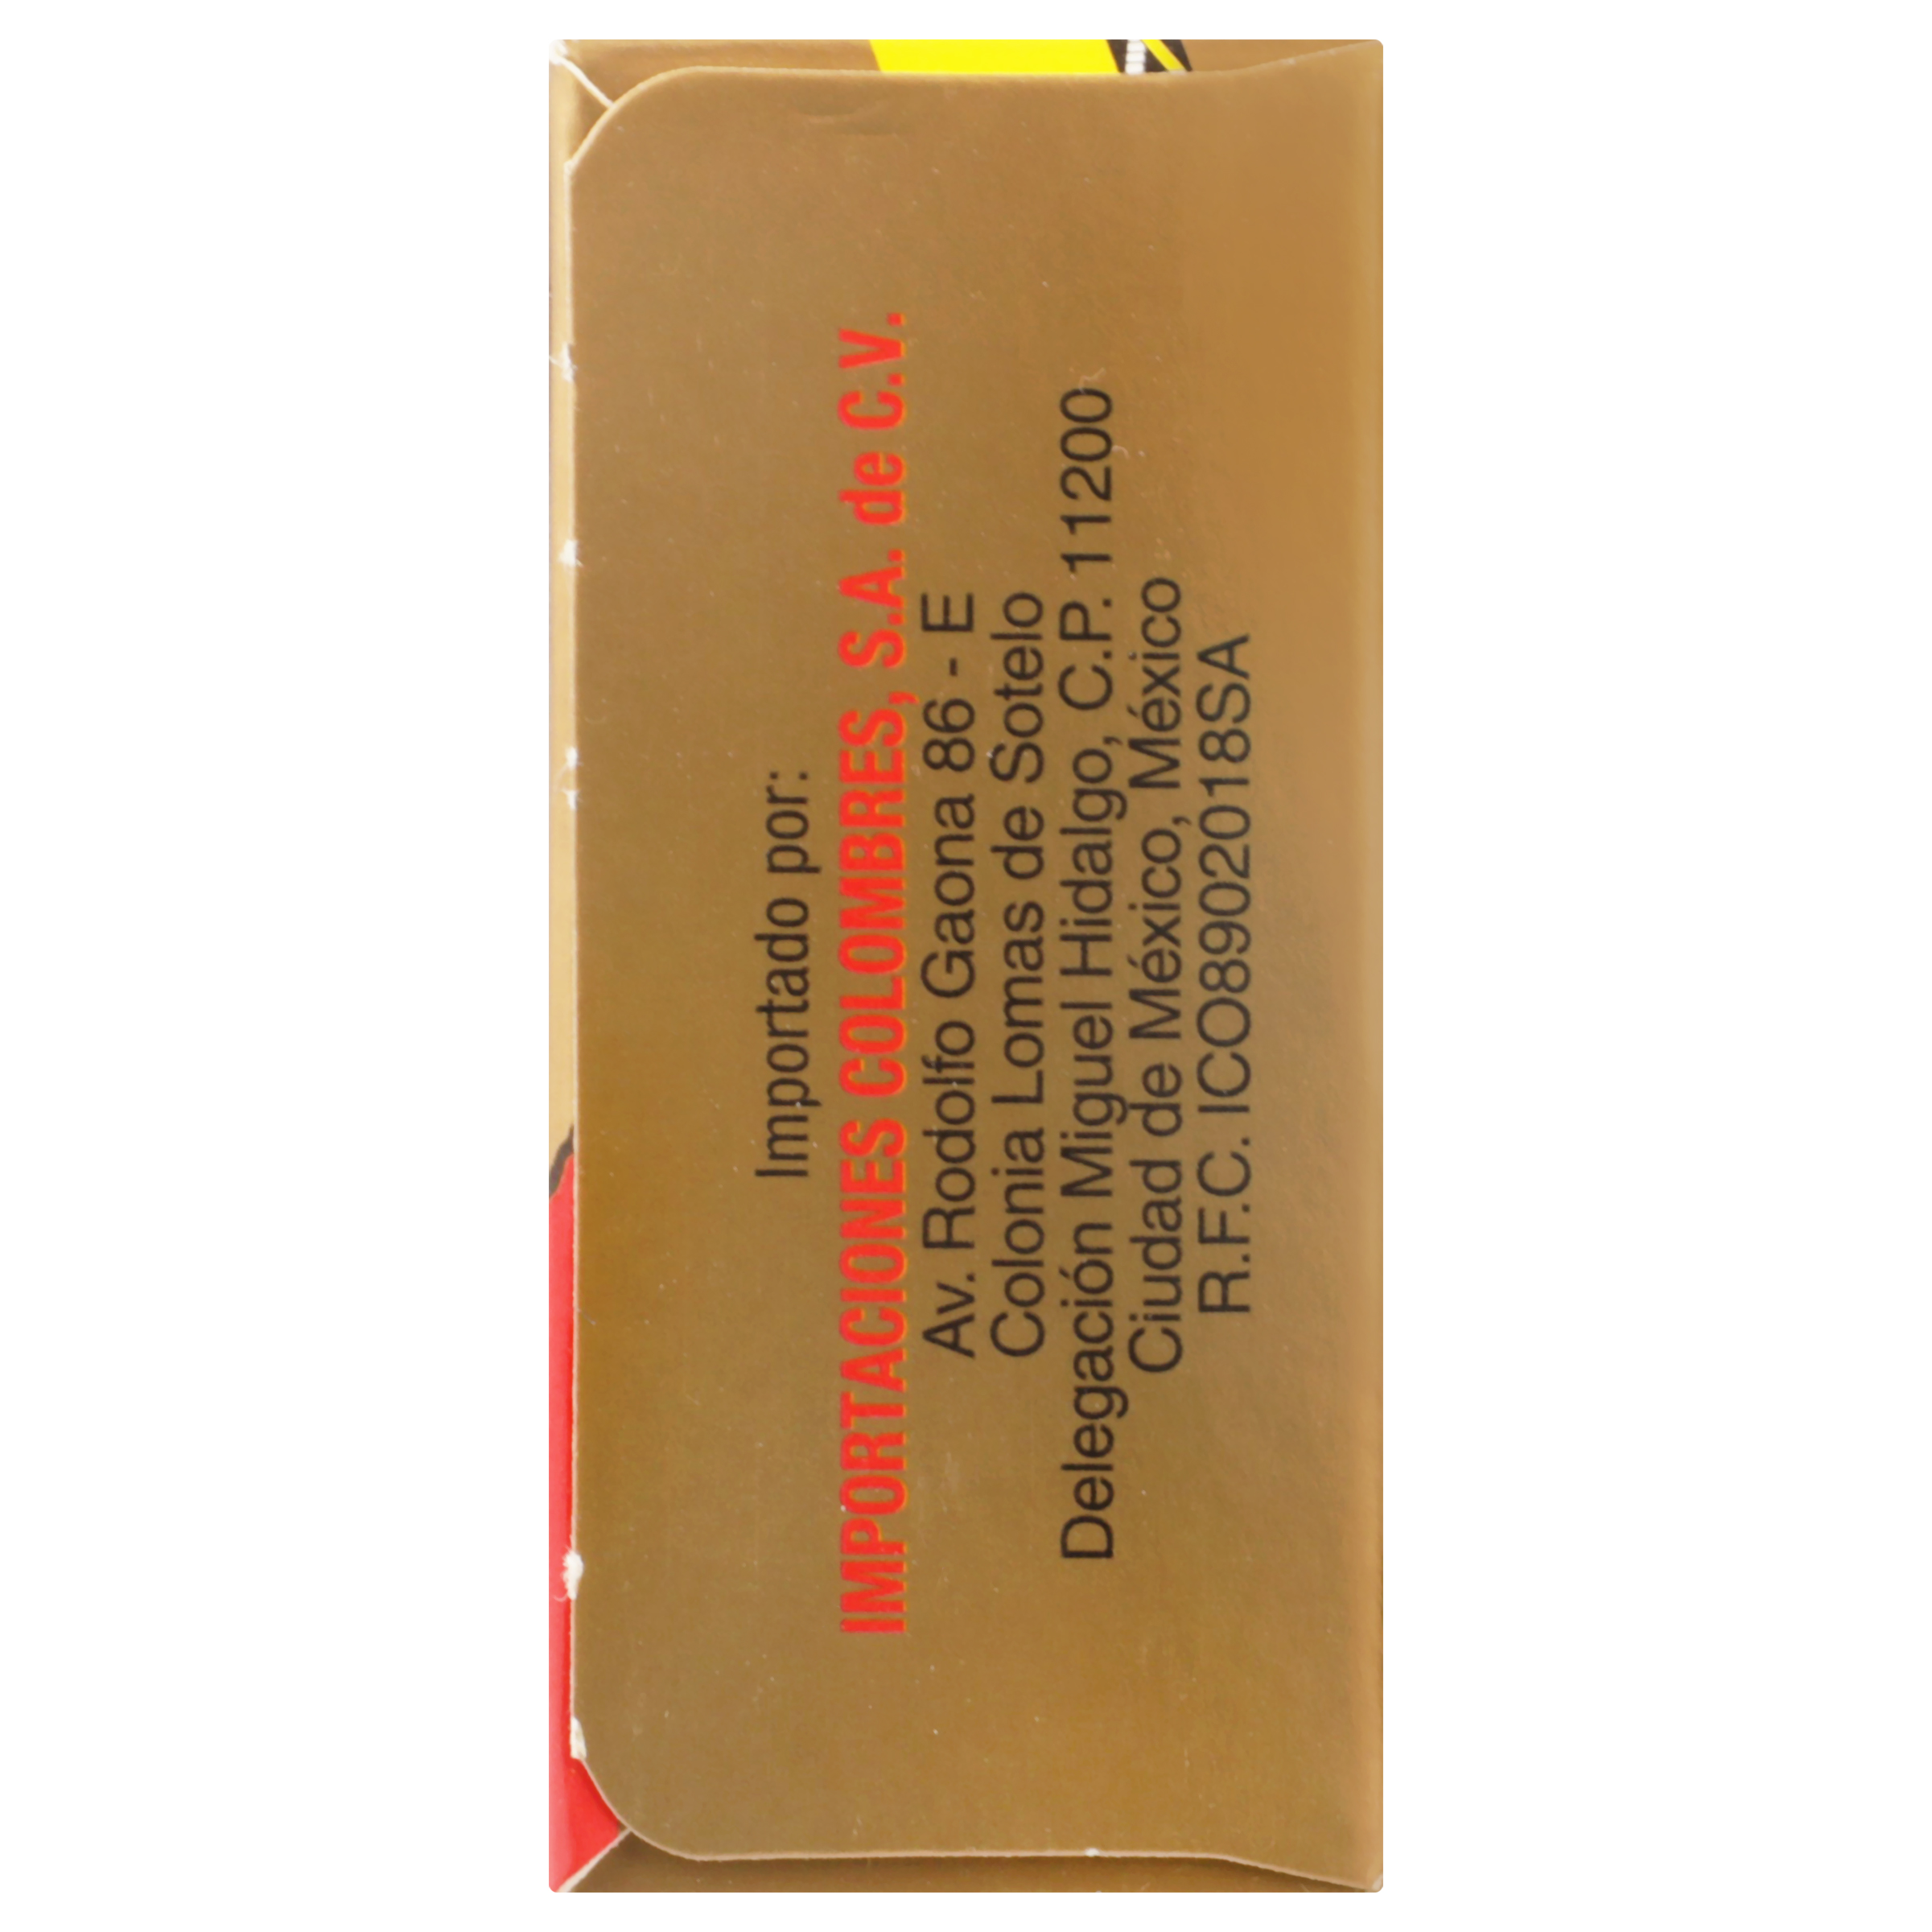 Importado por:
IMPORTACIONES COLOMBRES, S.A. de C.V.
Av. Rodolfo Gaona 86 - E
Colonia Lomas de Sotelo
Delegación Miguel Hidalgo, C.P. 11200
Ciudad de México, México
R.F.C. ICO8902018SA